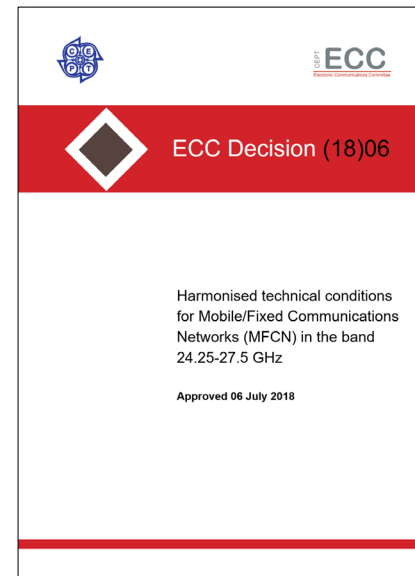 CEPT
CEPT
ECC
Electronic Communications Committee
ECC Decision (18)06
Harmonised technical conditions
for Mobile/Fixed Communications
Networks (MFCN) in the band
24.25-27.5 GHz
Approved 06 July 2018